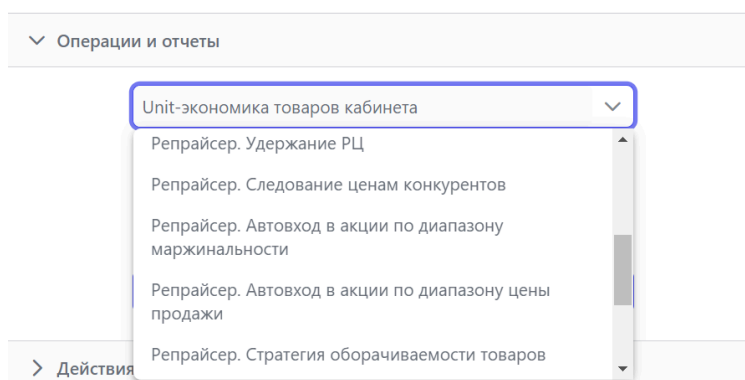 Операции и отчеты
Unit-экономика товаров кабинета
Репрайсер. Удержание РЦ
Репрайсер. Следование ценам конкурентов
Репрайсер. Автовход в акции по диапазону
маржинальности
Репрайсер. Автовход в акции по диапазону цены
продажи
Репрайсер. Стратегия оборачиваемости товаров
Действия